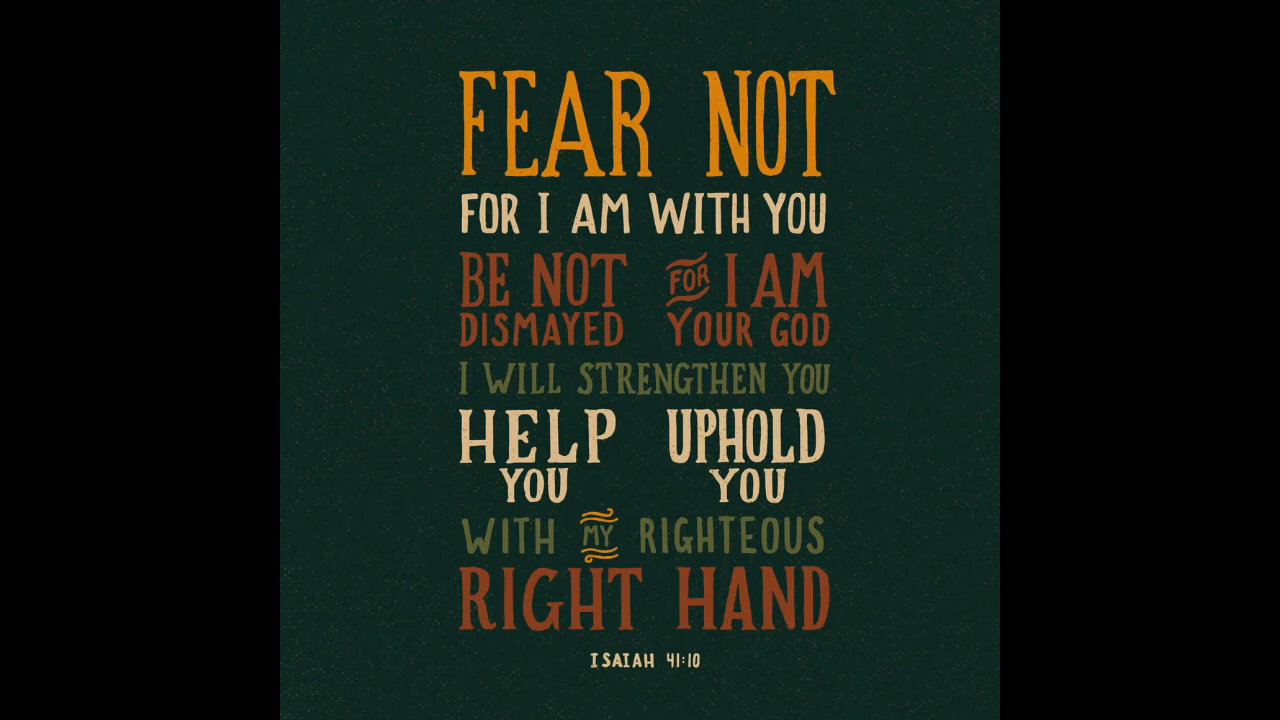 FEAR NOT
FOR I AM WITH YOU
BE NOT
DISMAYED
FOR I AM
YOUR GOD
I WILL STRENGTHEN YOU
HELP
YOU
UPHOLD
YOU
WITH MY RIGHTEOUS
RIGHT HAND
ISAIAH 41:10